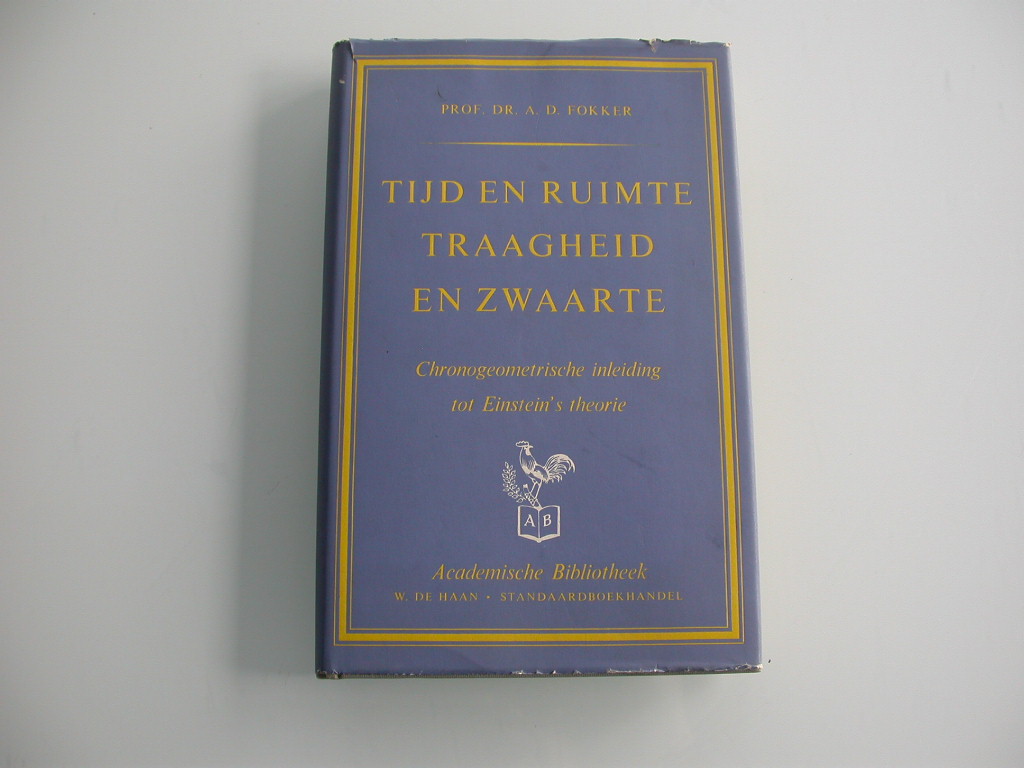 PROF. DR. A. D. FOKKER
TIJD EN RUIMTE
TRAAGHEID
EN ZWAARTE
Chronogeometrische inleiding
tot Einstein's theorie
A B
Academische Bibliotheek
W. DE HAAN • STANDAARDBOEKHANDEL